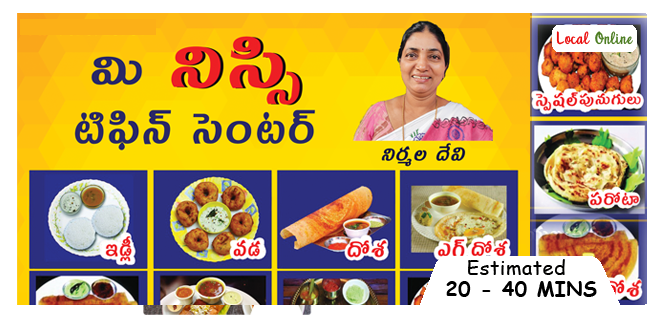 Local Online
మి నిస్సి
టిఫిన్ సెంటర్
నిర్మల దేవి
స్పెషల్‌పునుగులు
పరోటా
ఇడ్లీ
వడ
దోశ
ఎగ్ దోశ
Estimated
20 - 40 MINS